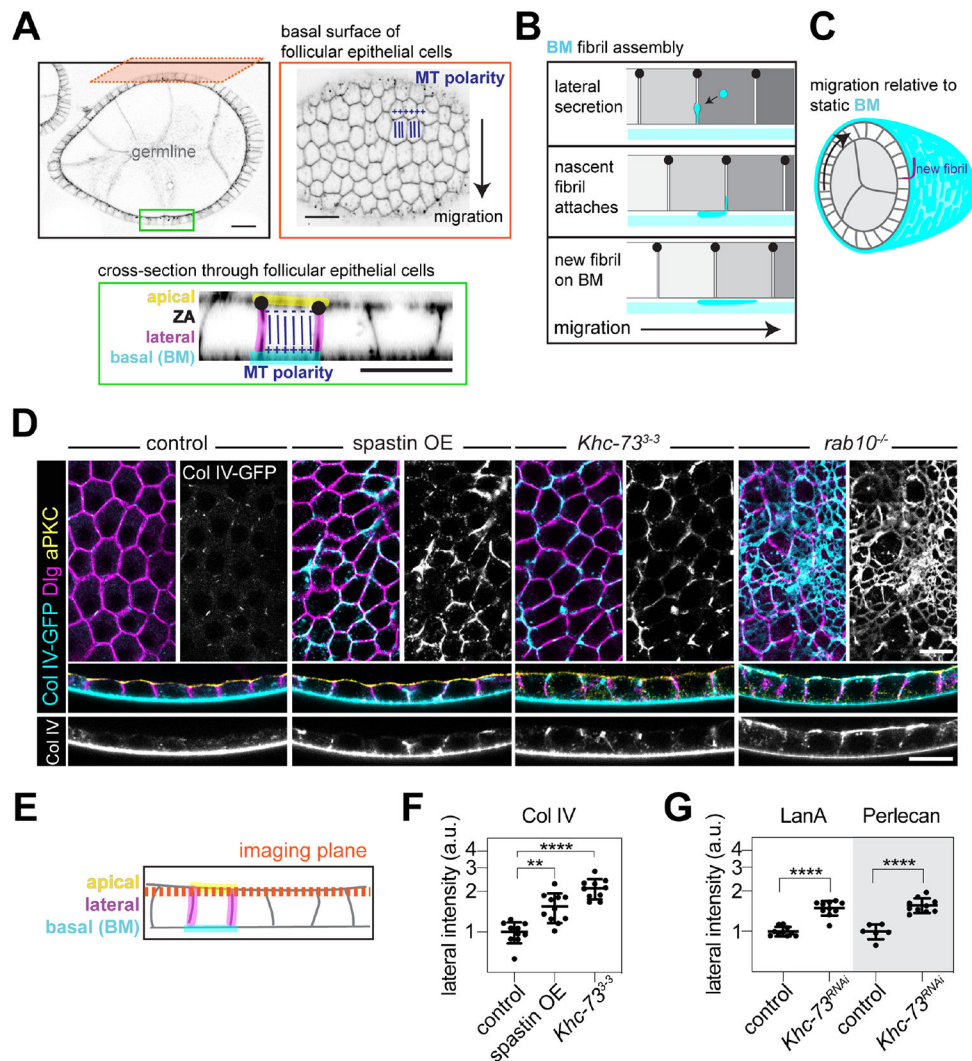 A
basal surface of
follicular epithelial cells
MT polarity
++++++
germline
migration
cross-section through follicular epithelial cells
apical
ZA
lateral
basal (BM)
+++++++
MT polarity
B
BM fibril assembly
lateral
secretion
nascent
fibril
attaches
new fibril
on BM
migration
C
migration relative to
static BM
new fibril
D
control
spastin OE
Khc-73³⁻³
rab10⁻/⁻
Col IV-GFP Dlg aPKC
Col IV-GFP
Col IV
E
imaging plane
apical
lateral
basal (BM)
F
Col IV
lateral intensity (a.u.)
4
3
2
1
****
**
control
spastin OE
Khc-73³⁻³
G
LanA
Perlecan
lateral intensity (a.u.)
4
3
2
1
****
****
control
Khc-73ᴿᴺᴬⁱ
control
Khc-73ᴿᴺᴬⁱ